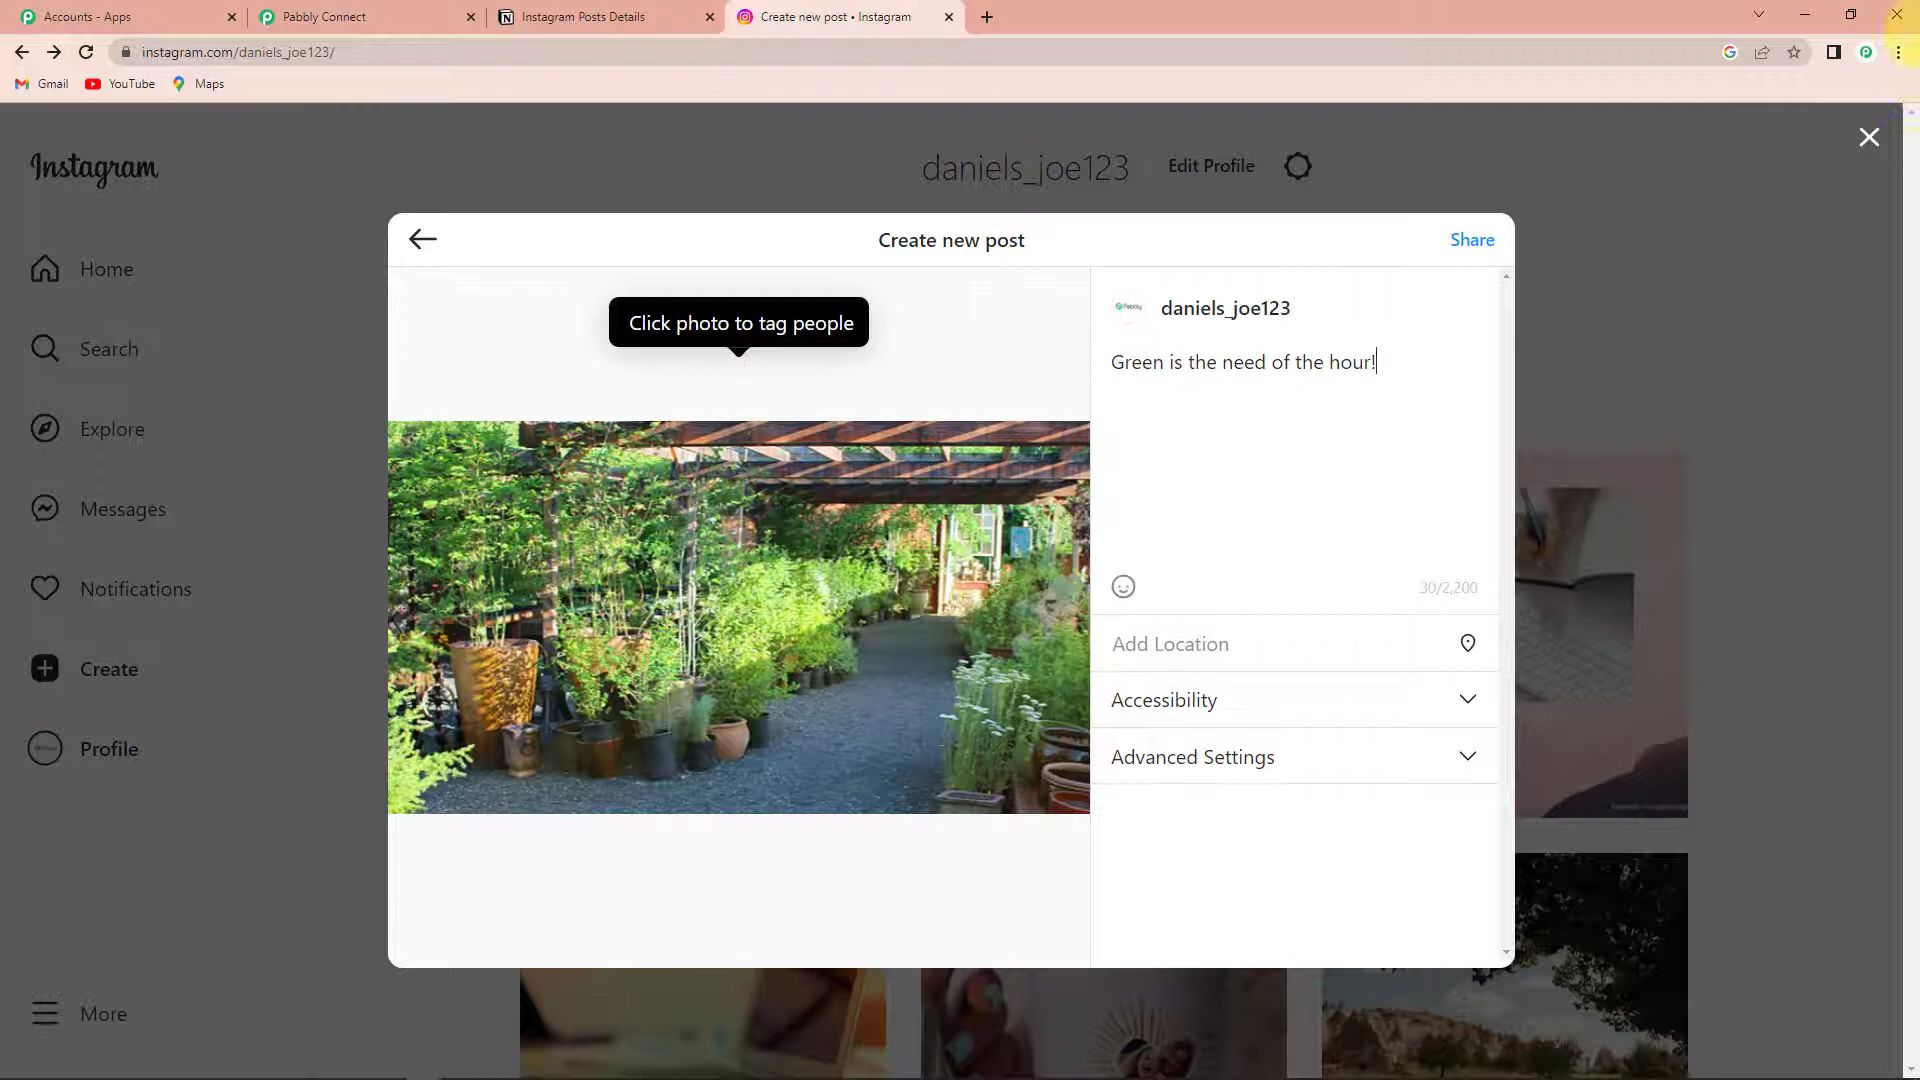 Accounts - Apps
Pabbly Connect
Instagram Posts Details
Create new post • Instagram
instagram.com/daniels_joe123/
Gmail
YouTube
Maps
Instagram
daniels_joe123
Edit Profile
Home
Search
Explore
Messages
Notifications
Create
Profile
More
Create new post
Share
Click photo to tag people
Pabbly
daniels_joe123
Green is the need of the hour!
30/2,200
Add Location
Accessibility
Advanced Settings